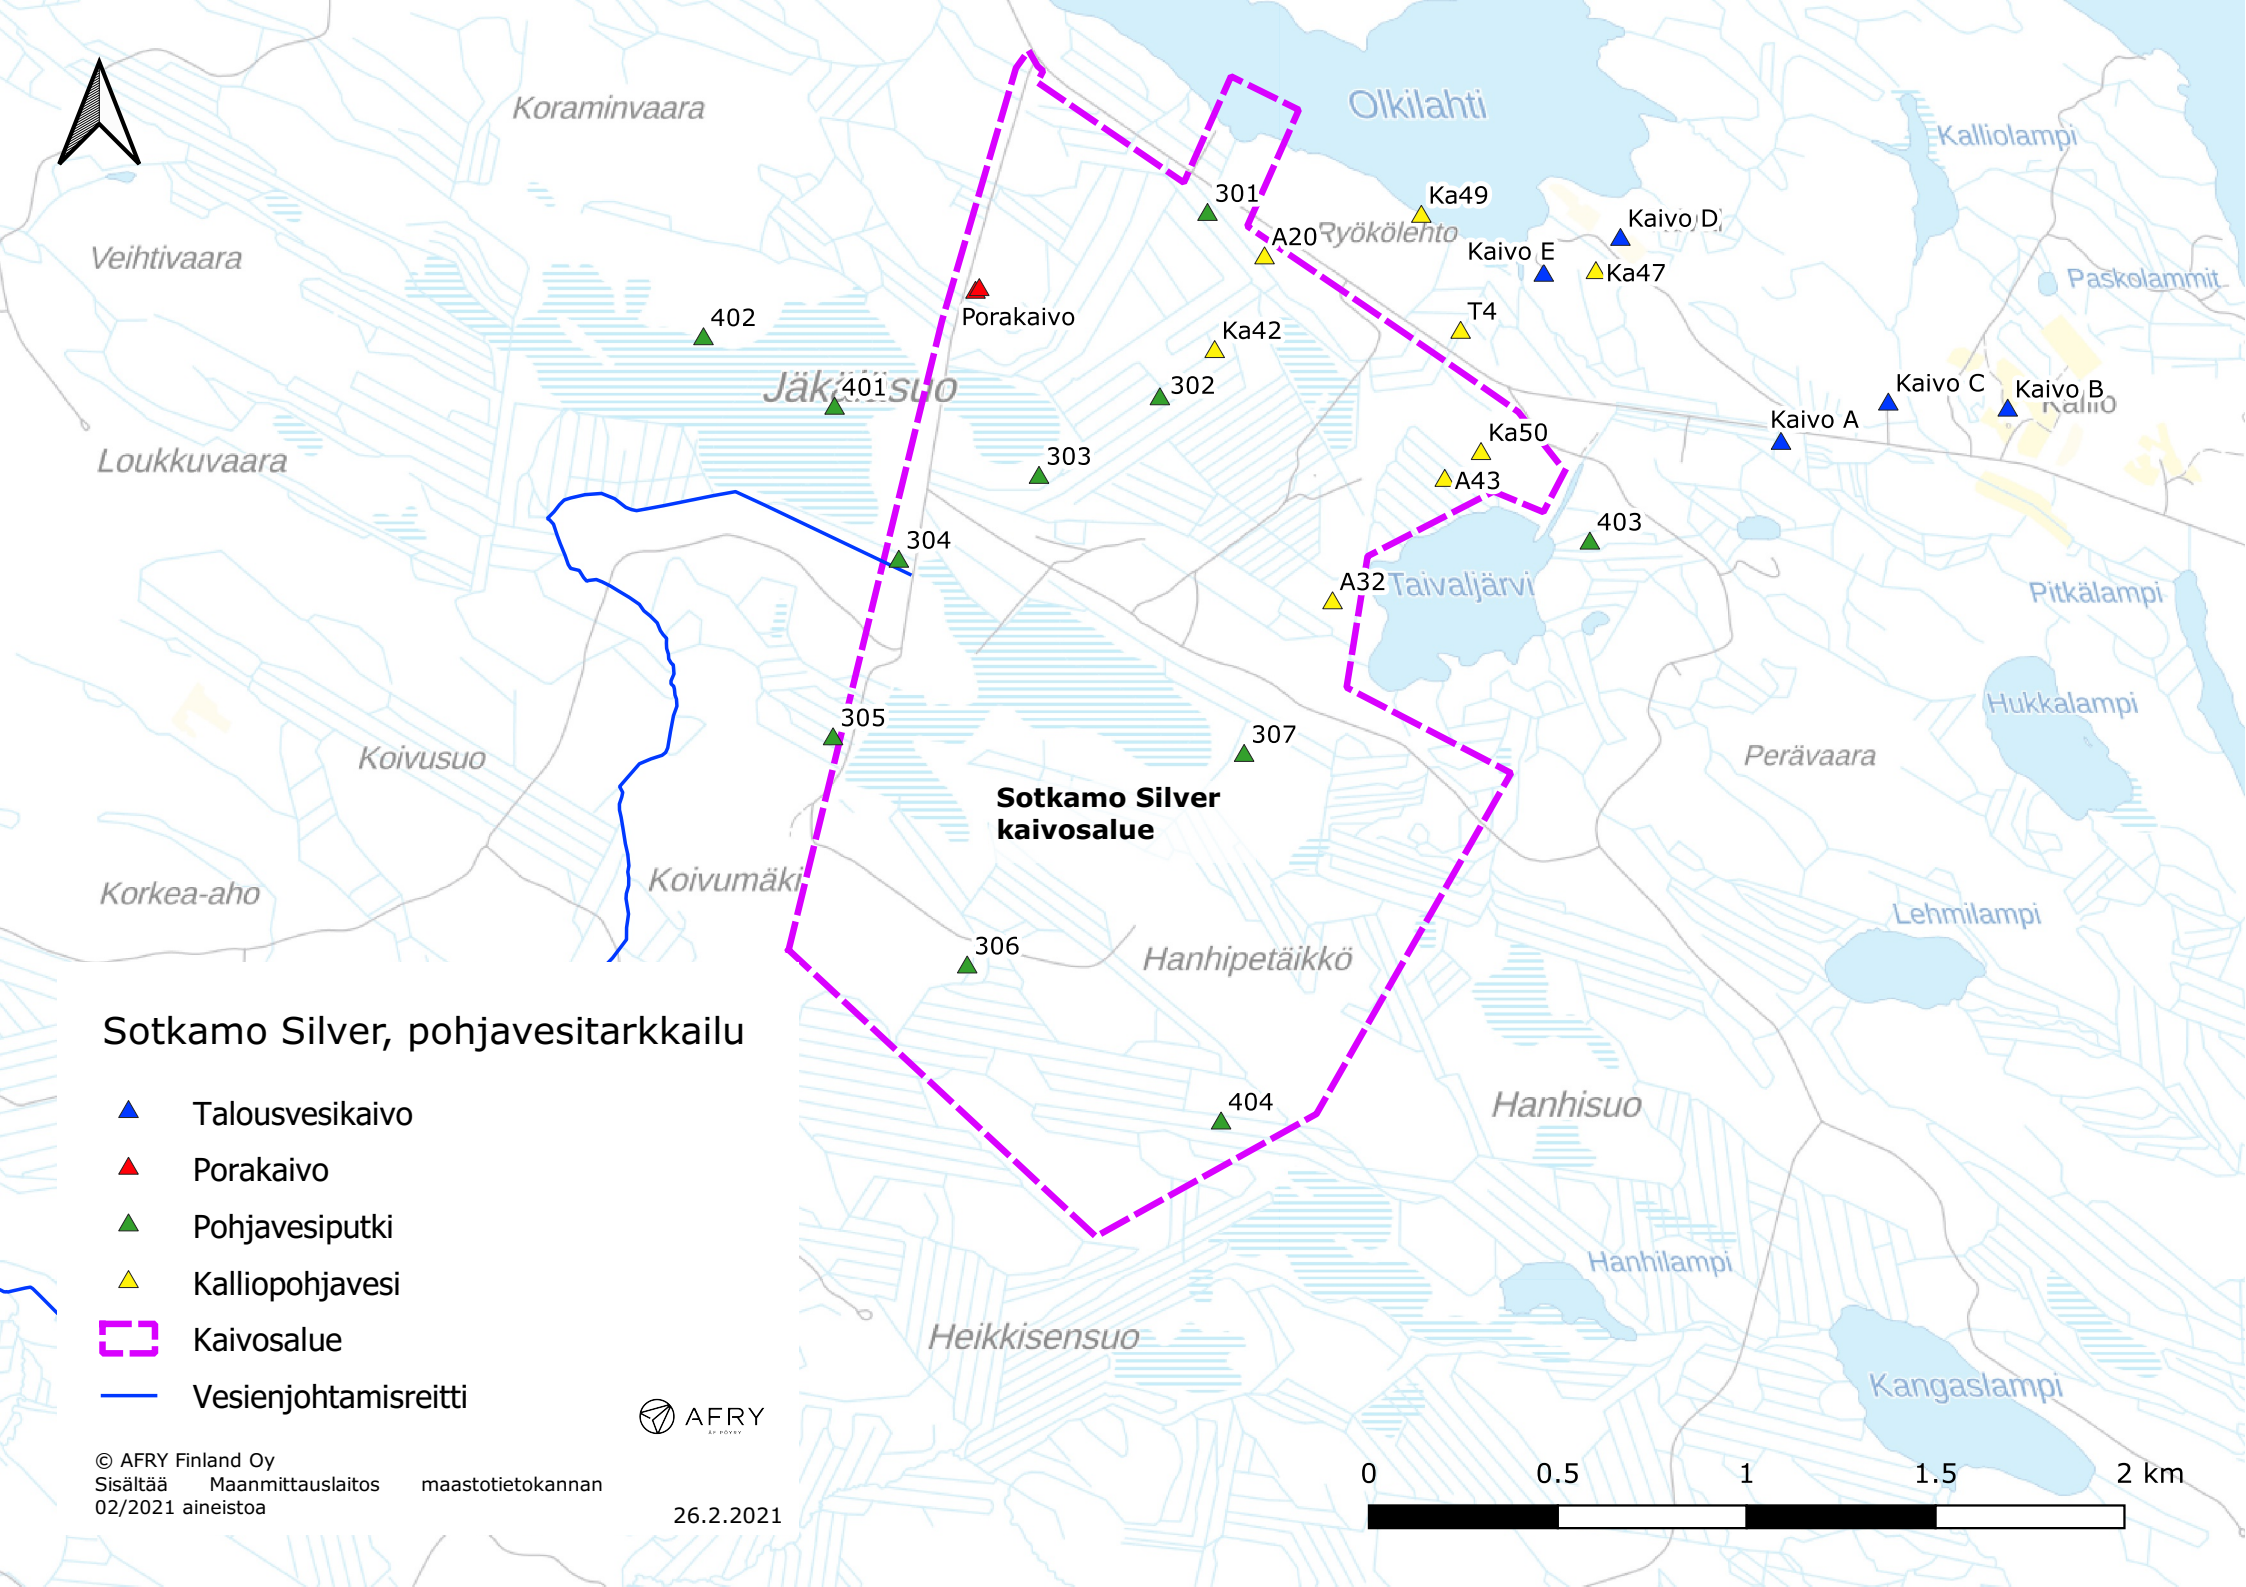 Olkilahti
Koraminvaara
Kalliolampi
Ka49
301
Kaivo D
Ryökölehto
A20
Kaivo E
Veihtivaara
Ka47
Paskolammit
Porakaivo
402
T4
Ka42
Jäkäläsuo
401
302
Kaivo C
Kaivo B
Kallio
Kaivo A
Ka50
303
Loukkuvaara
A43
403
304
A32
Taivaljärvi
Pitkälampi
Hukkalampi
305
307
Koivusuo
Perävaara
Sotkamo Silver
kaivosalue
Koivumäki
Korkea-aho
Lehmilampi
306
Hanhipetäikkö
Sotkamo Silver, pohjavesitarkkailu
404
Hanhisuo
Talousvesikaivo
Porakaivo
Pohjavesiputki
Hanhilampi
Kalliopohjavesi
Kaivosalue
Heikkisensuo
Kangaslampi
Vesienjohtamisreitti
AFRY
ÅF PÖYRY
© AFRY Finland Oy
Sisältää Maanmittauslaitos maastotietokannan
02/2021 aineistoa
26.2.2021
0 0.5 1 1.5 2 km